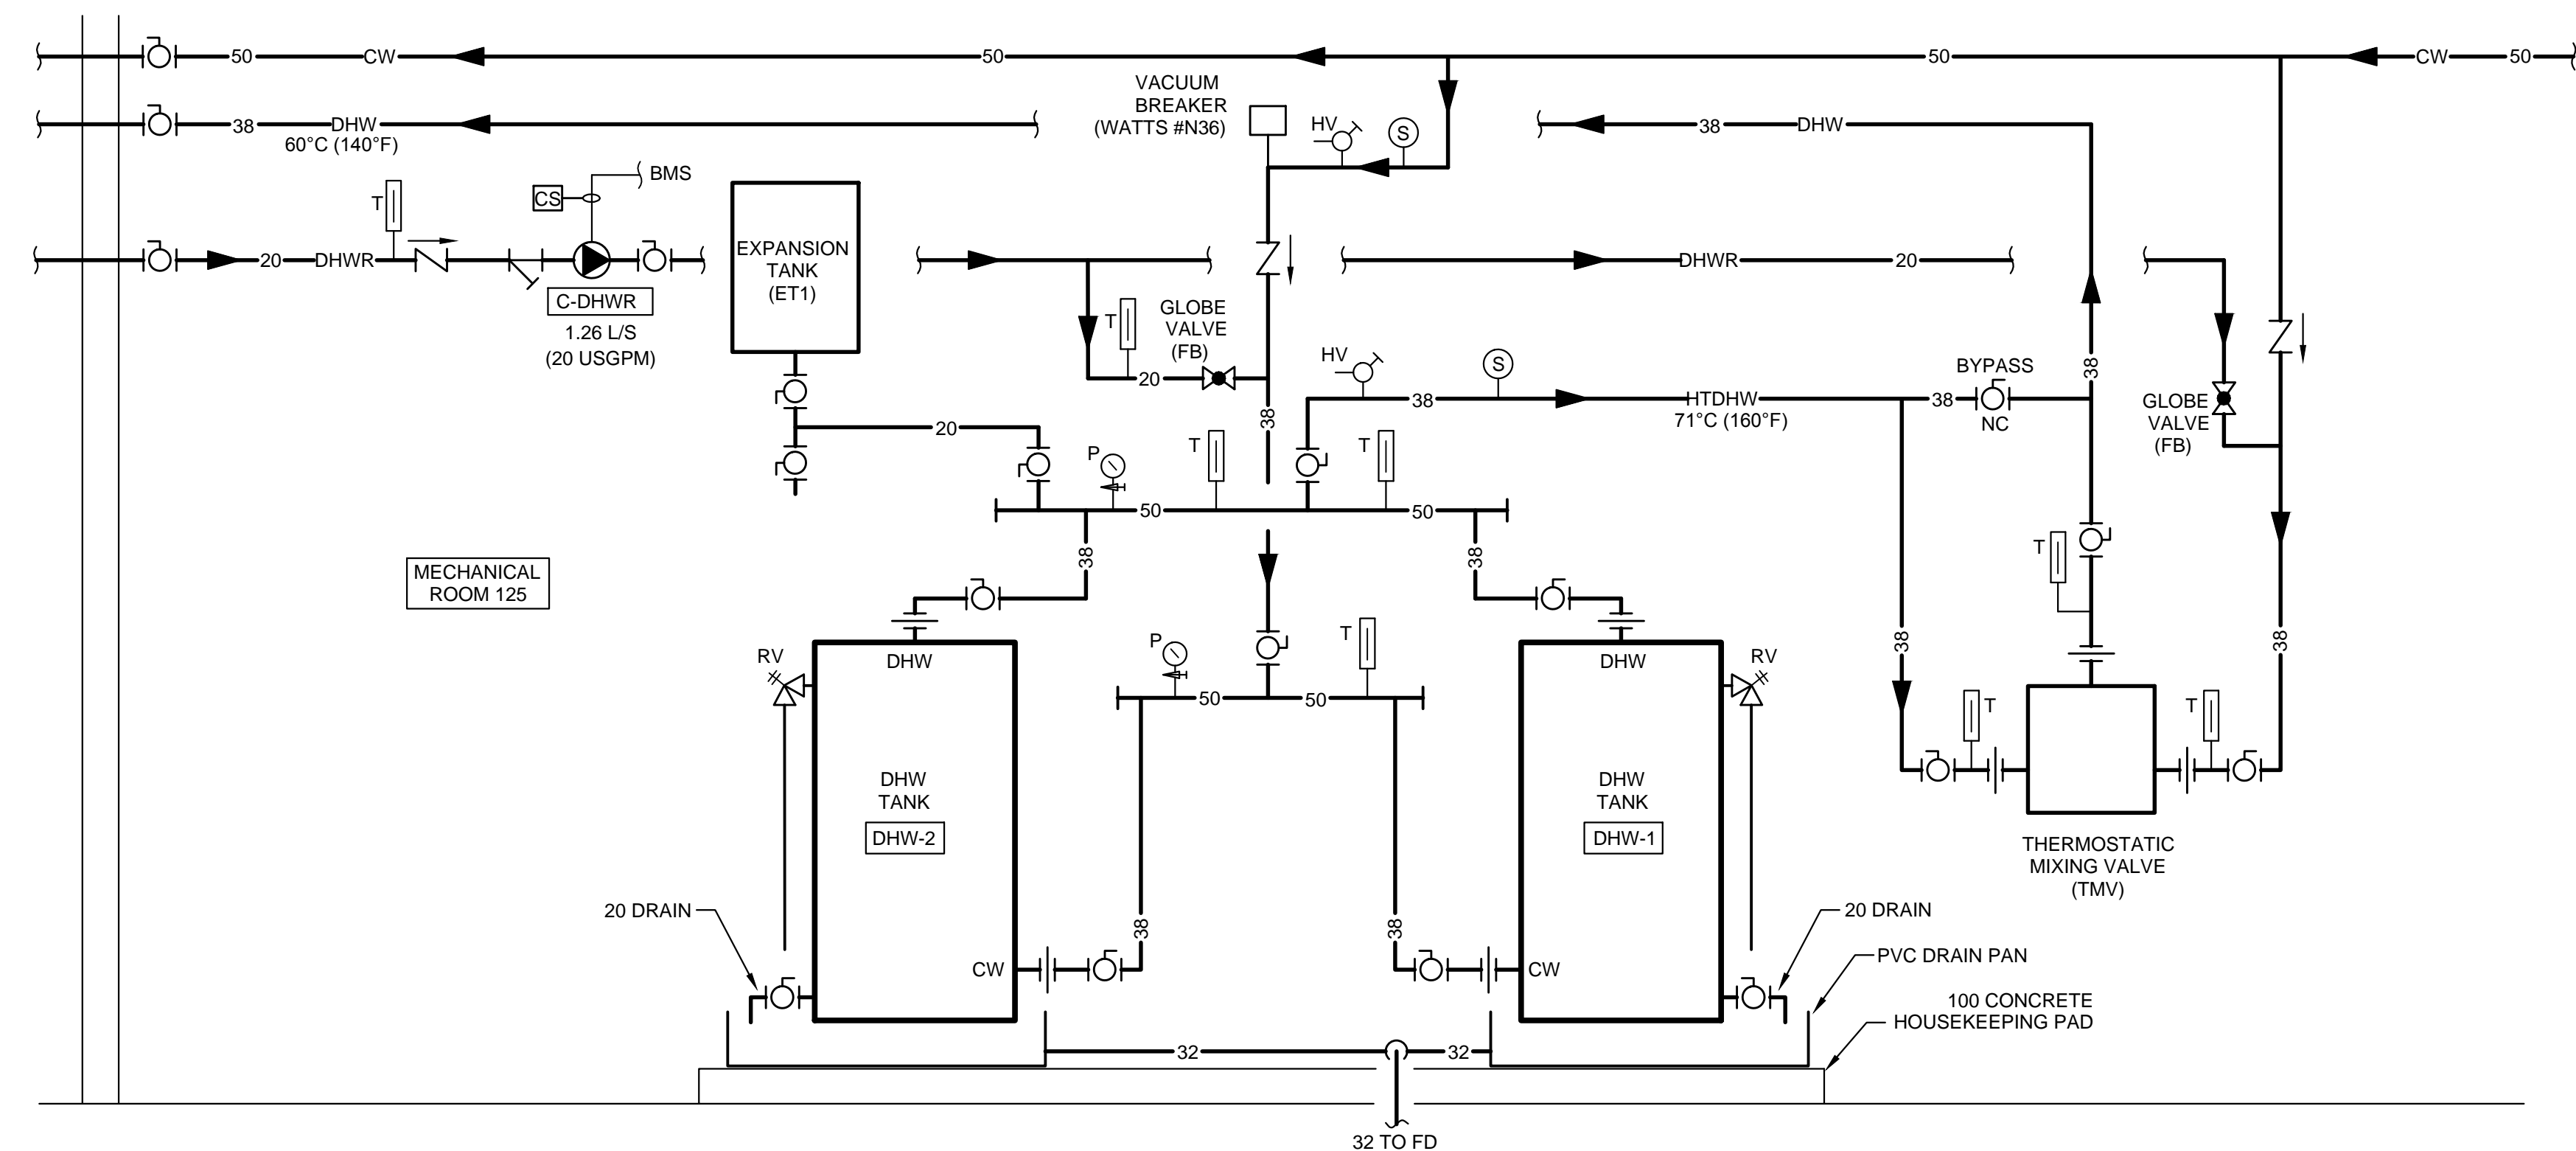 50 CW 50 50 CW 50
VACUUM
BREAKER
(WATTS #N36)
HV
S
38 DHW
60°C (140°F)
38 DHW
BMS
CS
T
20 DHWR
C-DHWR
1.26 L/S
(20 USGPM)
EXPANSION
TANK
(ET1)
DHWR 20
T
GLOBE
VALVE
(FB)
20
38
HV
S
38 HTDHW 38
71°C (160°F)
BYPASS
NC
38
GLOBE
VALVE
(FB)
20
P
T
T
50 50
38
38
MECHANICAL
ROOM 125
T
38
38
RV
DHW
P
T
50 50
DHW
RV
T
T
DHW
TANK
DHW-2
DHW
TANK
DHW-1
THERMOSTATIC
MIXING VALVE
(TMV)
20 DRAIN
38
38
20 DRAIN
CW
CW
PVC DRAIN PAN
100 CONCRETE
HOUSEKEEPING PAD
32 32
32 TO FD